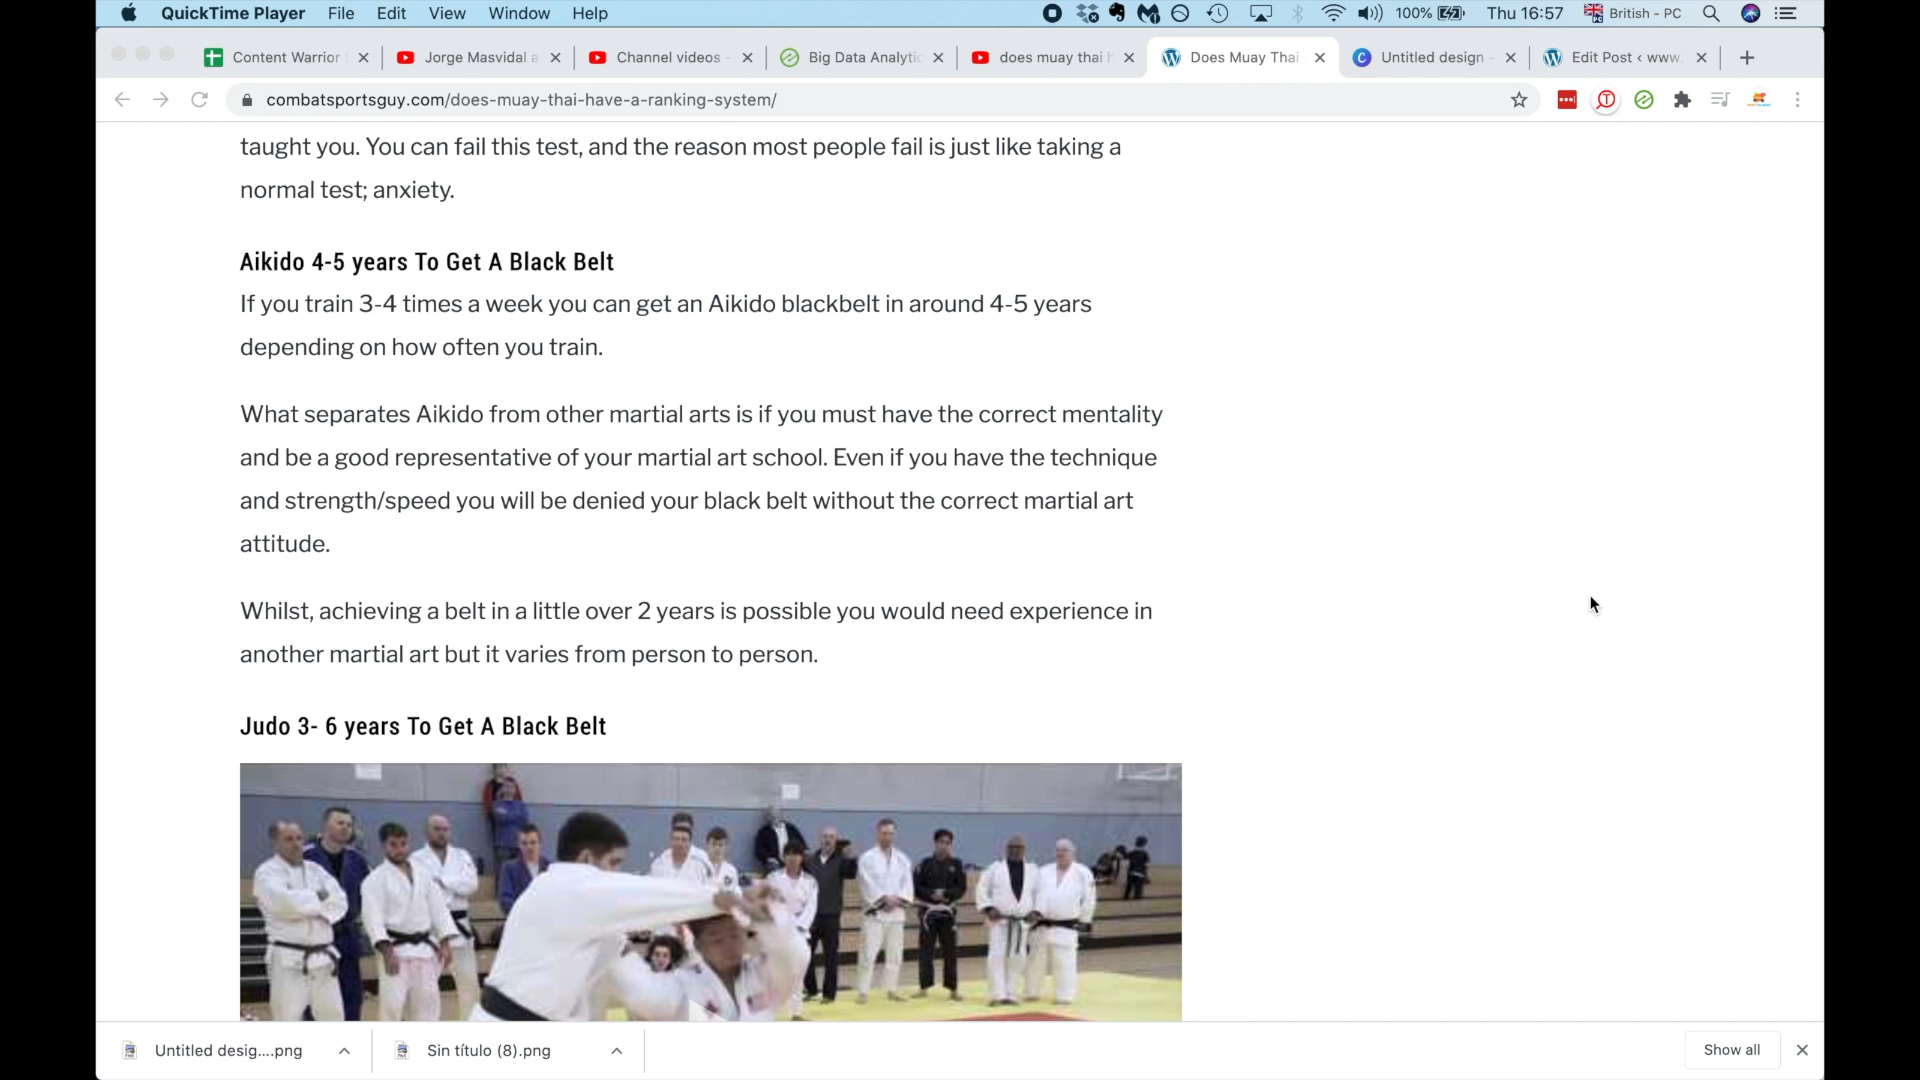 QuickTime Player File Edit View Window Help 100% Thu 16:57 British - PC
Content Warrior Jorge Masvidal a Channel videos - Big Data Analytic does muay thai h Does Muay Thai Untitled design - Edit Post ‹ www.
combatsportsguy.com/does-muay-thai-have-a-ranking-system/
taught you. You can fail this test, and the reason most people fail is just like taking a
normal test; anxiety.
Aikido 4-5 years To Get A Black Belt
If you train 3-4 times a week you can get an Aikido blackbelt in around 4-5 years
depending on how often you train.
What separates Aikido from other martial arts is if you must have the correct mentality
and be a good representative of your martial art school. Even if you have the technique
and strength/speed you will be denied your black belt without the correct martial art
attitude.
Whilst, achieving a belt in a little over 2 years is possible you would need experience in
another martial art but it varies from person to person.
Judo 3- 6 years To Get A Black Belt
Untitled desig....png Sin título (8).png Show all